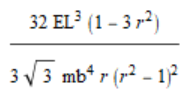 32 EL³ (1 − 3 r²)
3 √3 mb⁴ r (r² − 1)²